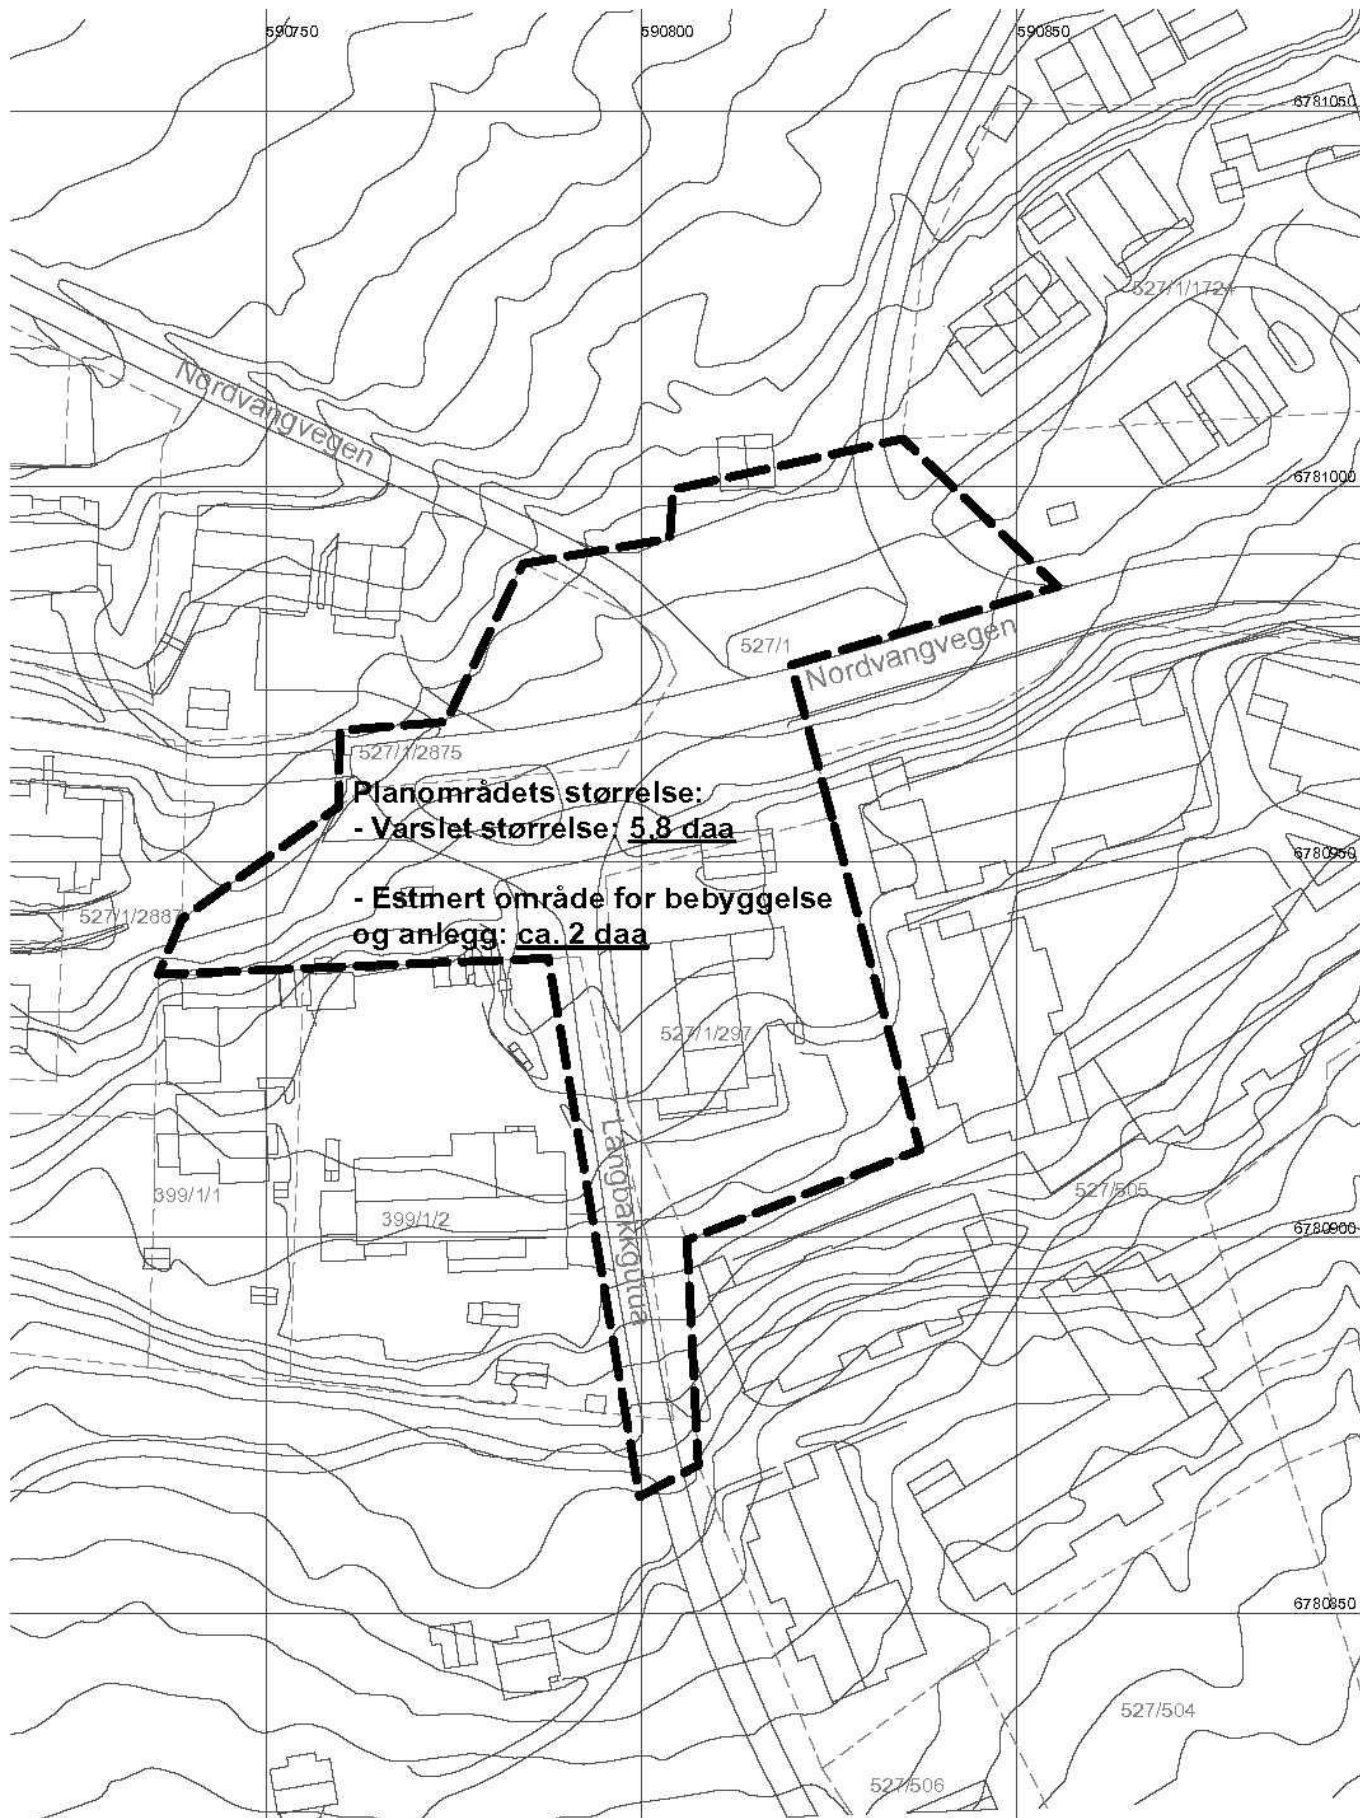 590750
590800
590850
6781050
527/1/1724
Nordvangvegen
6781000
527/1
Nordvangvegen
527/1/2875
Planområdets størrelse:
- Varslet størrelse: 5,8 daa
6780950
- Estmert område for bebyggelse
527/1/2887
og anlegg: ca. 2 daa
527/1/297
Langbakkgutua
399/1/1
527/505
399/1/2
6780900
6780850
527/504
527/506